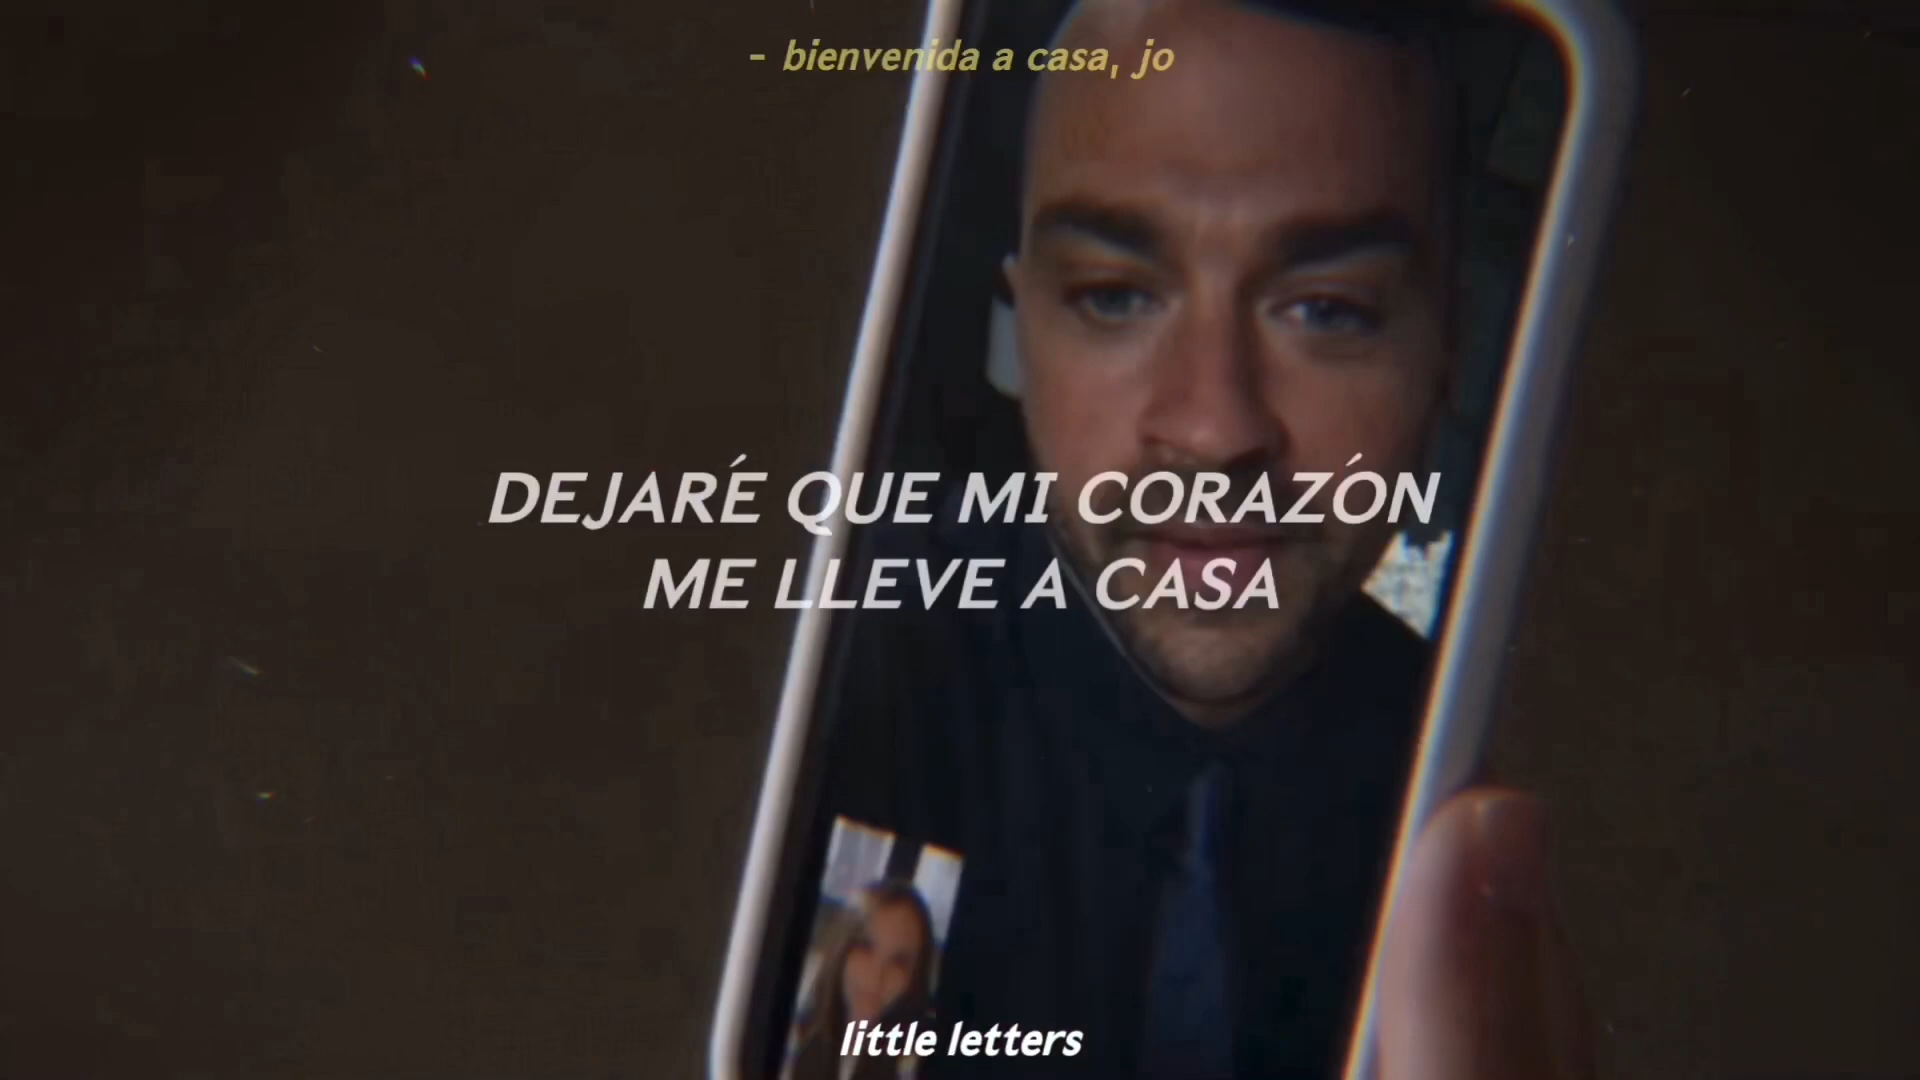 - bienvenida a casa, jo
DEJARÉ QUE MI CORAZÓN
ME LLEVE A CASA
little letters